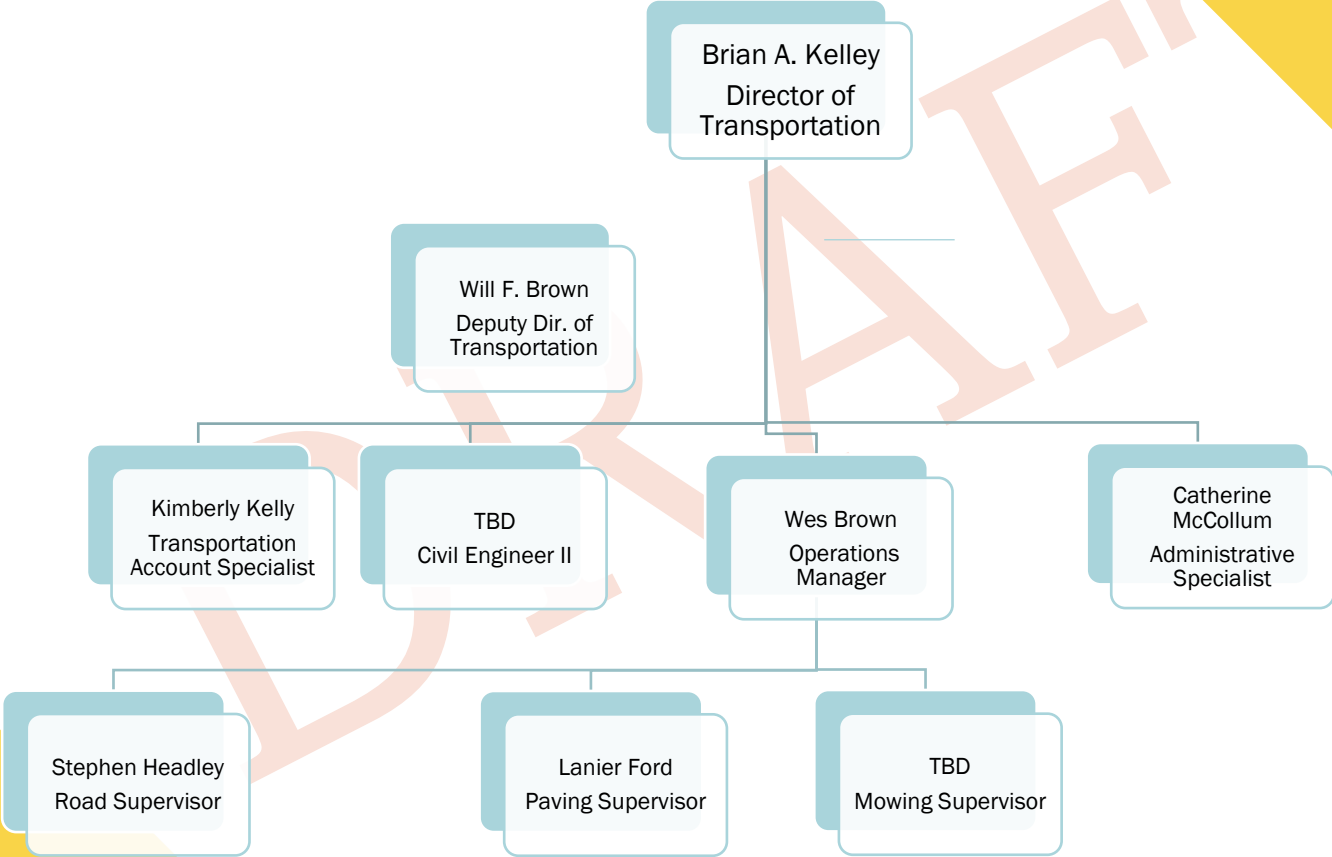 Brian A. Kelley
Director of
Transportation
Will F. Brown
Deputy Dir. of
Transportation
Kimberly Kelly
Transportation
Account Specialist
TBD
Civil Engineer II
Wes Brown
Operations
Manager
Catherine
McCollum
Administrative
Specialist
Stephen Headley
Road Supervisor
Lanier Ford
Paving Supervisor
TBD
Mowing Supervisor
DRAFT